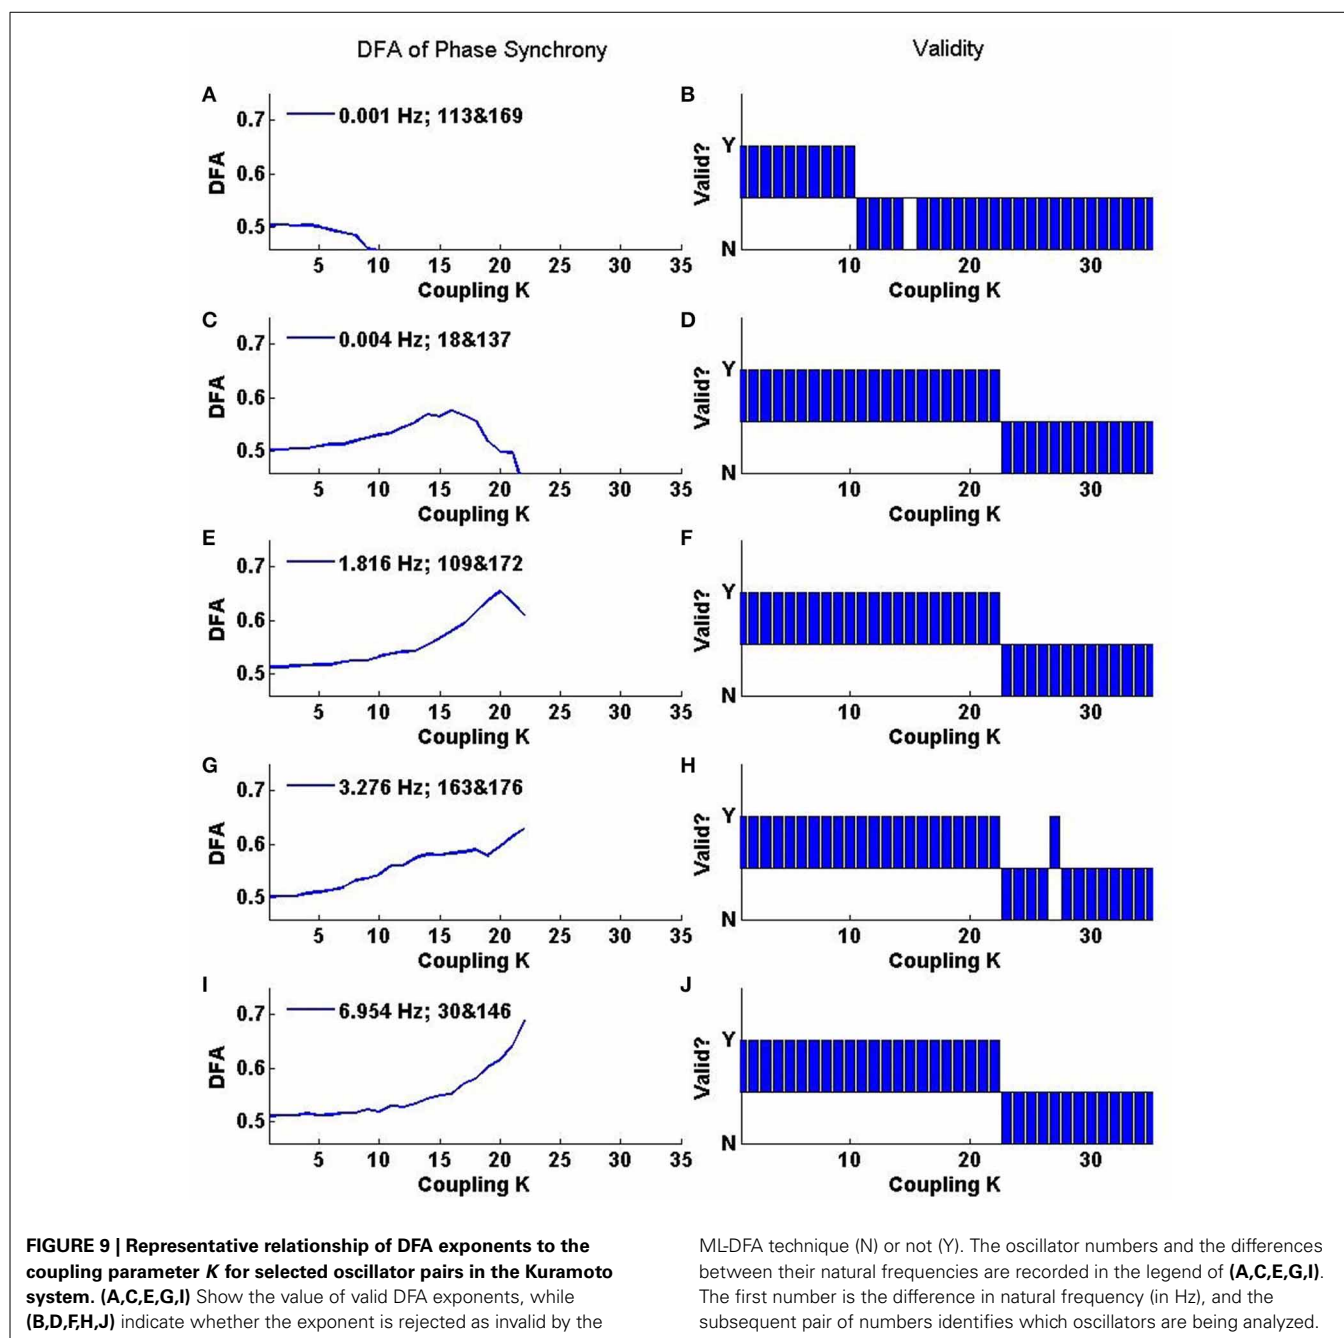 DFA of Phase Synchrony
Validity
A
0.001 Hz; 113&169
0.7
0.6
0.5
DFA
5 10 15 20 25 30 35
Coupling K
B
Y
N
Valid?
10 20 30
Coupling K
C
0.004 Hz; 18&137
0.7
0.6
0.5
DFA
5 10 15 20 25 30 35
Coupling K
D
Y
N
Valid?
10 20 30
Coupling K
E
1.816 Hz; 109&172
0.7
0.6
0.5
DFA
5 10 15 20 25 30 35
Coupling K
F
Y
N
Valid?
10 20 30
Coupling K
G
3.276 Hz; 163&176
0.7
0.6
0.5
DFA
5 10 15 20 25 30 35
Coupling K
H
Y
N
Valid?
10 20 30
Coupling K
I
6.954 Hz; 30&146
0.7
0.6
0.5
DFA
5 10 15 20 25 30 35
Coupling K
J
Y
N
Valid?
10 20 30
Coupling K
FIGURE 9 | Representative relationship of DFA exponents to the
coupling parameter K for selected oscillator pairs in the Kuramoto
system. (A,C,E,G,I) Show the value of valid DFA exponents, while
(B,D,F,H,J) indicate whether the exponent is rejected as invalid by the
ML-DFA technique (N) or not (Y). The oscillator numbers and the differences
between their natural frequencies are recorded in the legend of (A,C,E,G,I).
The first number is the difference in natural frequency (in Hz), and the
subsequent pair of numbers identifies which oscillators are being analyzed.